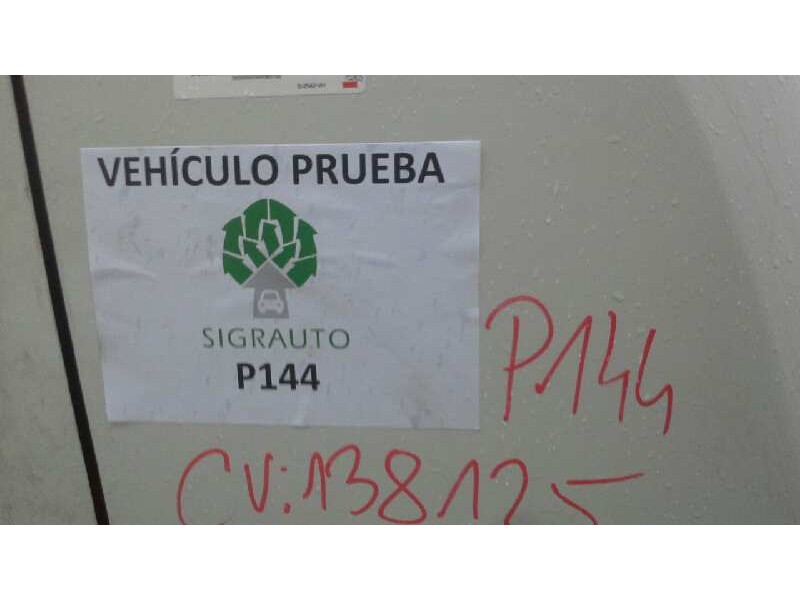 VEHÍCULO PRUEBA
SIGRAUTO
P144
P144
CV:138125